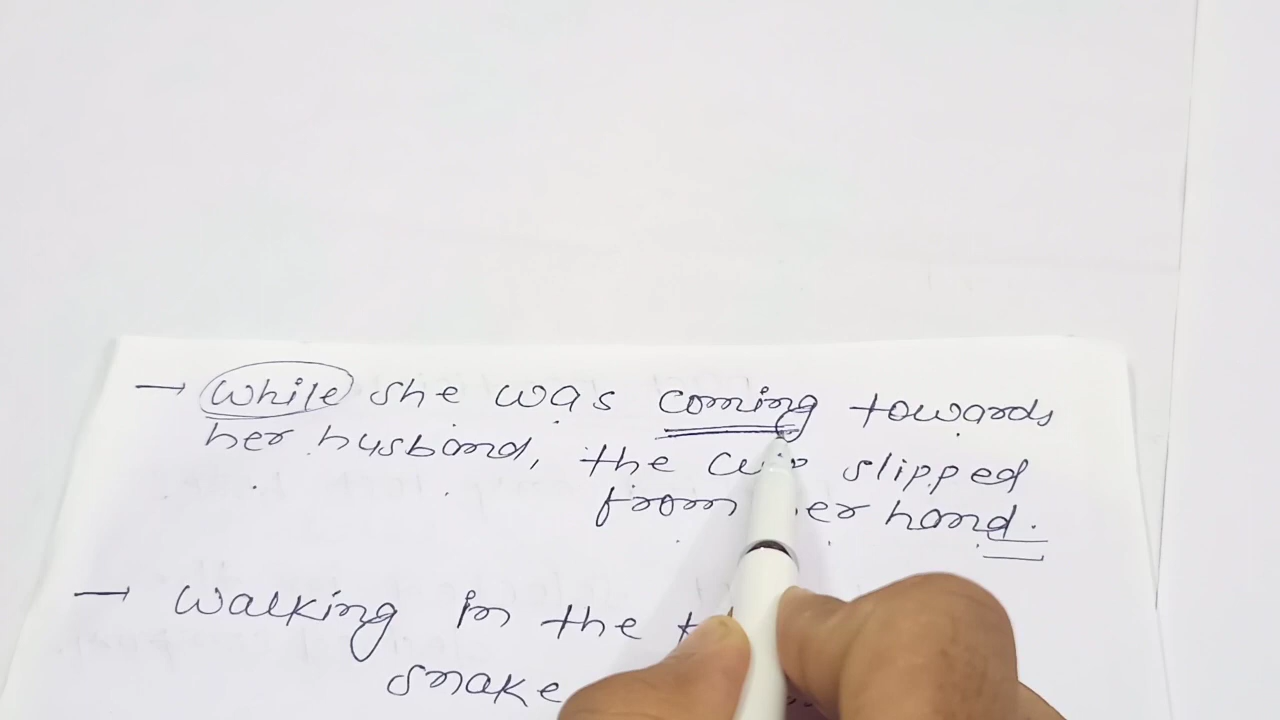 → While she was coming towards
her husband, the cup slipped
from her hand.
→ Walking in the
snake